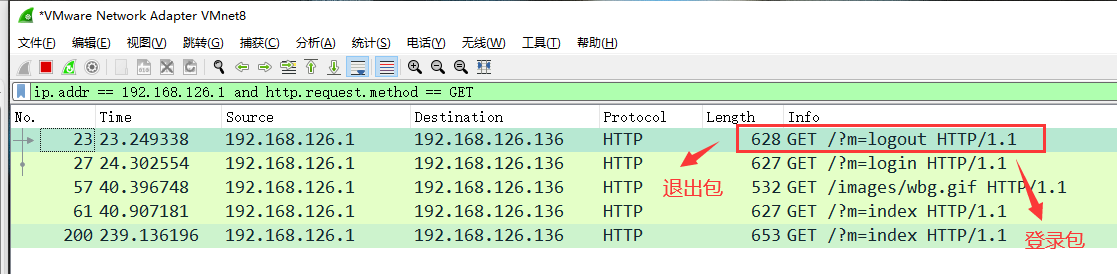 *VMware Network Adapter VMnet8
文件(F) 编辑(E) 视图(V) 跳转(G) 捕获(C) 分析(A) 统计(S) 电话(Y) 无线(W) 工具(T) 帮助(H)
ip.addr == 192.168.126.1 and http.request.method == GET
No. Time Source Destination Protocol Length Info
23 23.249338 192.168.126.1 192.168.126.136 HTTP 628 GET /?m=logout HTTP/1.1
27 24.302554 192.168.126.1 192.168.126.136 HTTP 627 GET /?m=login HTTP/1.1
57 40.396748 192.168.126.1 192.168.126.136 HTTP 532 GET /images/wbg.gif HTTP/1.1
61 40.907181 192.168.126.1 192.168.126.136 HTTP 627 GET /?m=index HTTP/1.1
200 239.136196 192.168.126.1 192.168.126.136 HTTP 653 GET /?m=index HTTP/1.1
退出包
登录包